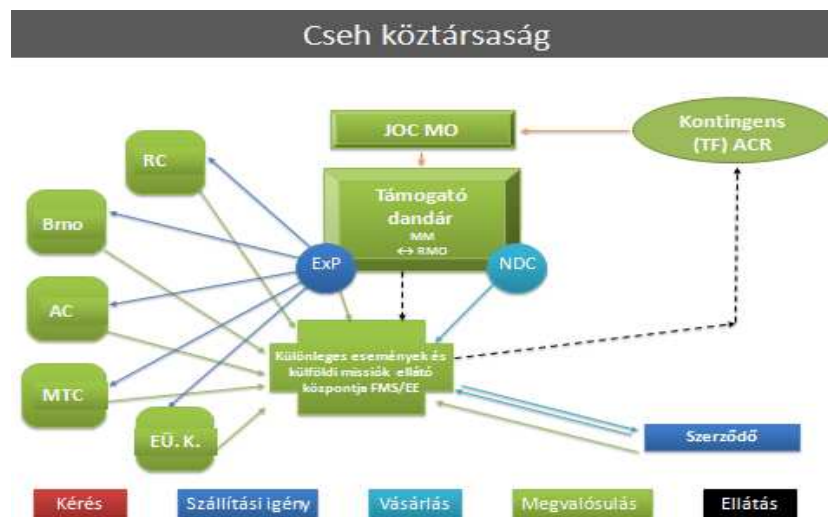 Cseh köztársaság
JOC MO
Kontingens
(TF) ACR
RC
Támogató
dandár
MM
↔ RMO
Brno
ExP
NDC
AC
Különleges események és
külföldi missiók ellátó
központja FMS/EE
MTC
EÜ. K.
Szerződő
Kérés
Szállítási igény
Vásárlás
Megvalósulás
Ellátás